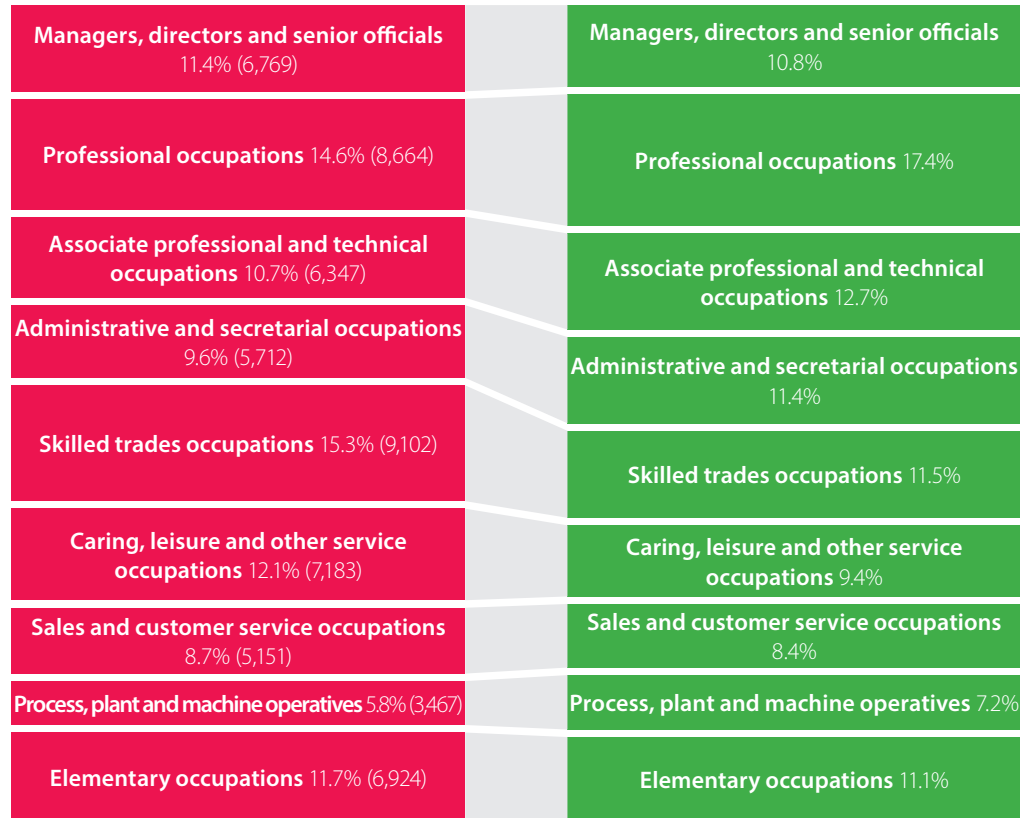 Managers, directors and senior officials
11.4% (6,769)
Professional occupations 14.6% (8,664)
Associate professional and technical
occupations 10.7% (6,347)
Administrative and secretarial occupations
9.6% (5,712)
Skilled trades occupations 15.3% (9,102)
Caring, leisure and other service
occupations 12.1% (7,183)
Sales and customer service occupations
8.7% (5,151)
Process, plant and machine operatives 5.8% (3,467)
Elementary occupations 11.7% (6,924)
Managers, directors and senior officials
10.8%
Professional occupations 17.4%
Associate professional and technical
occupations 12.7%
Administrative and secretarial occupations
11.4%
Skilled trades occupations 11.5%
Caring, leisure and other service
occupations 9.4%
Sales and customer service occupations
8.4%
Process, plant and machine operatives 7.2%
Elementary occupations 11.1%